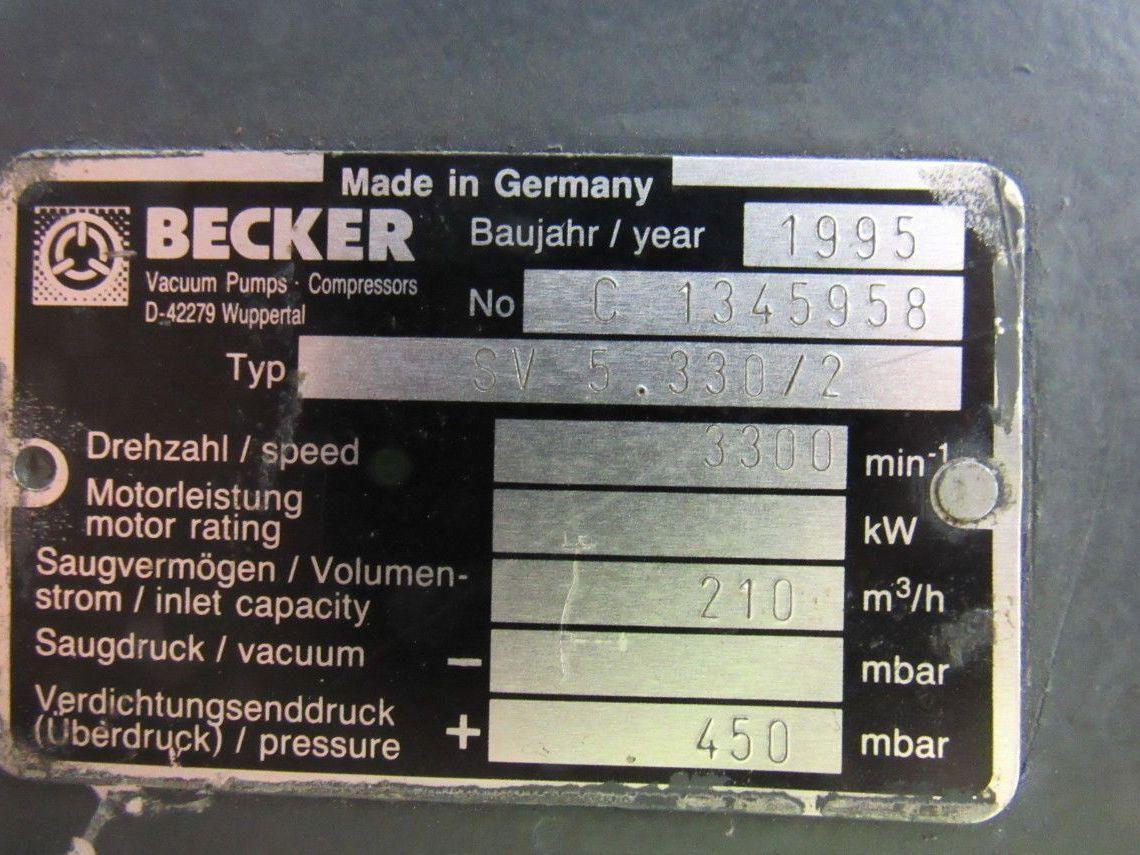 Made in Germany
BECKER
Vacuum Pumps · Compressors
D-42279 Wuppertal
Baujahr / year 1995
No C 1345958
Typ SV 5.330/2
Drehzahl / speed 3300 min-1
Motorleistung
motor rating kW
Saugvermögen / Volumen-
strom / inlet capacity 210 m³/h
Saugdruck / vacuum – mbar
Verdichtungsenddruck
(Überdruck) / pressure + 450 mbar